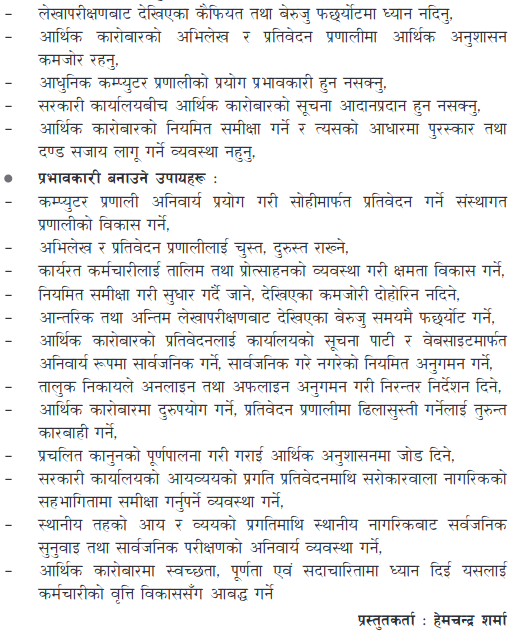 – लेखापरीक्षणबाट देखिएका कैफियत तथा बेरुजु फछर्योटमा ध्यान नदिनु,
– आर्थिक कारोबारको अभिलेख र प्रतिवेदन प्रणालीमा आर्थिक अनुशासन
कमजोर रहनु,
– आधुनिक कम्प्युटर प्रणालीको प्रयोग प्रभावकारी हुन नसक्नु,
– सरकारी कार्यालयबीच आर्थिक कारोबारको सूचना आदानप्रदान हुन नसक्नु,
– आर्थिक कारोबारको नियमित समीक्षा गर्ने र त्यसको आधारमा पुरस्कार तथा
दण्ड सजाय लागू गर्ने व्यवस्था नहुनु,
● प्रभावकारी बनाउने उपायहरू :
– कम्प्युटर प्रणाली अनिवार्य प्रयोग गरी सोहीमार्फत प्रतिवेदन गर्ने संस्थागत
प्रणालीको विकास गर्ने,
– अभिलेख र प्रतिवेदन प्रणालीलाई चुस्त, दुरुस्त राख्ने,
– कार्यरत कर्मचारीलाई तालिम तथा प्रोत्साहनको व्यवस्था गरी क्षमता विकास गर्ने,
– नियमित समीक्षा गरी सुधार गर्दै जाने, देखिएका कमजोरी दोहोरिन नदिने,
– आन्तरिक तथा अन्तिम लेखापरीक्षणबाट देखिएका बेरुजु समयमै फछर्योट गर्ने,
– आर्थिक कारोबारको प्रतिवेदनलाई कार्यालयको सूचना पाटी र वेबसाइटमार्फत
अनिवार्य रूपमा सार्वजनिक गर्ने, सार्वजनिक गरे नगरेको नियमित अनुगमन गर्ने,
– तालुक निकायले अनलाइन तथा अफलाइन अनुगमन गरी निरन्तर निर्देशन दिने,
– आर्थिक कारोबारमा दुरुपयोग गर्ने, प्रतिवेदन प्रणालीमा ढिलासुस्ती गर्नेलाई तुरुन्त
कारबाही गर्ने,
– प्रचलित कानुनको पूर्णपालना गरी गराई आर्थिक अनुशासनमा जोड दिने,
– सरकारी कार्यालयको आयव्ययको प्रगति प्रतिवेदनमाथि सरोकारवाला नागरिकको
सहभागितामा समीक्षा गर्नुपर्ने व्यवस्था गर्ने,
– स्थानीय तहको आय र व्ययको प्रगतिमाथि स्थानीय नागरिकबाट सर्वजनिक
सुनुवाइ तथा सार्वजनिक परीक्षणको अनिवार्य व्यवस्था गर्ने,
– आर्थिक कारोबारमा स्वच्छता, पूर्णता एवं सदाचारितामा ध्यान दिई यसलाई
कर्मचारीको वृत्ति विकाससँग आबद्ध गर्ने
प्रस्तुतकर्ता : हेमचन्द्र शर्मा